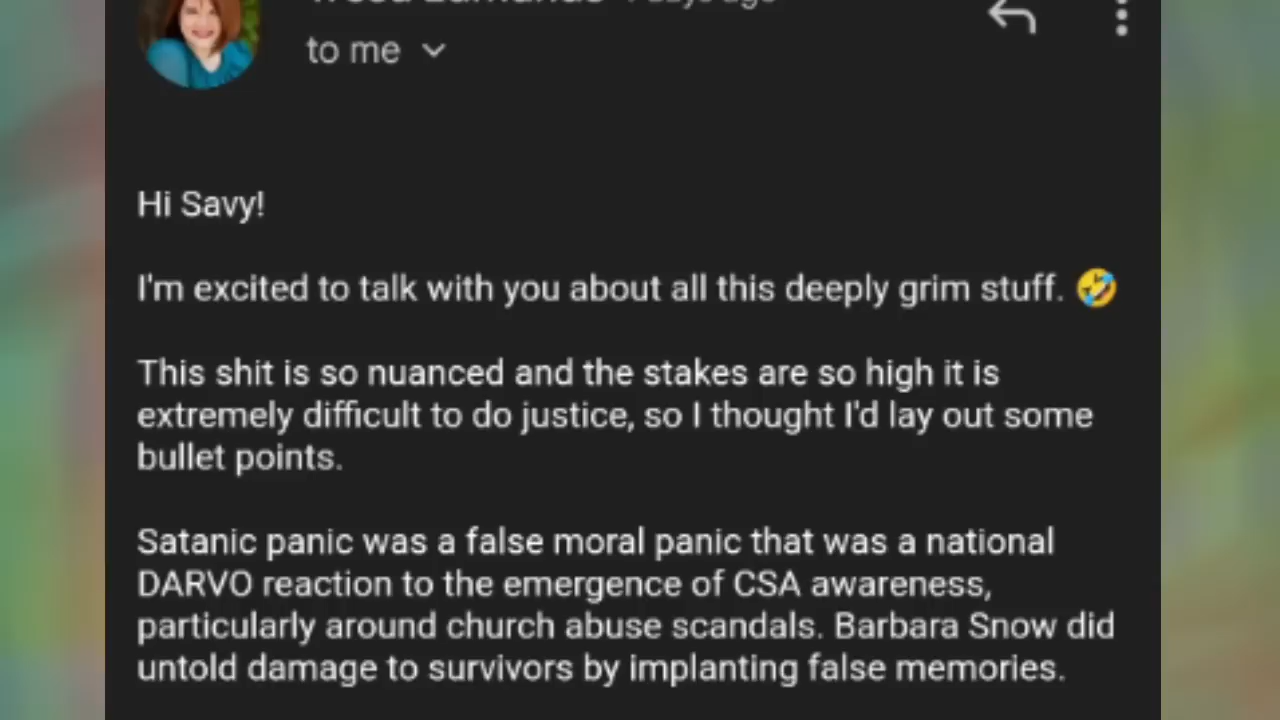 to me
Hi Savy!
I'm excited to talk with you about all this deeply grim stuff. 🤣
This shit is so nuanced and the stakes are so high it is
extremely difficult to do justice, so I thought I'd lay out some
bullet points.
Satanic panic was a false moral panic that was a national
DARVO reaction to the emergence of CSA awareness,
particularly around church abuse scandals. Barbara Snow did
untold damage to survivors by implanting false memories.